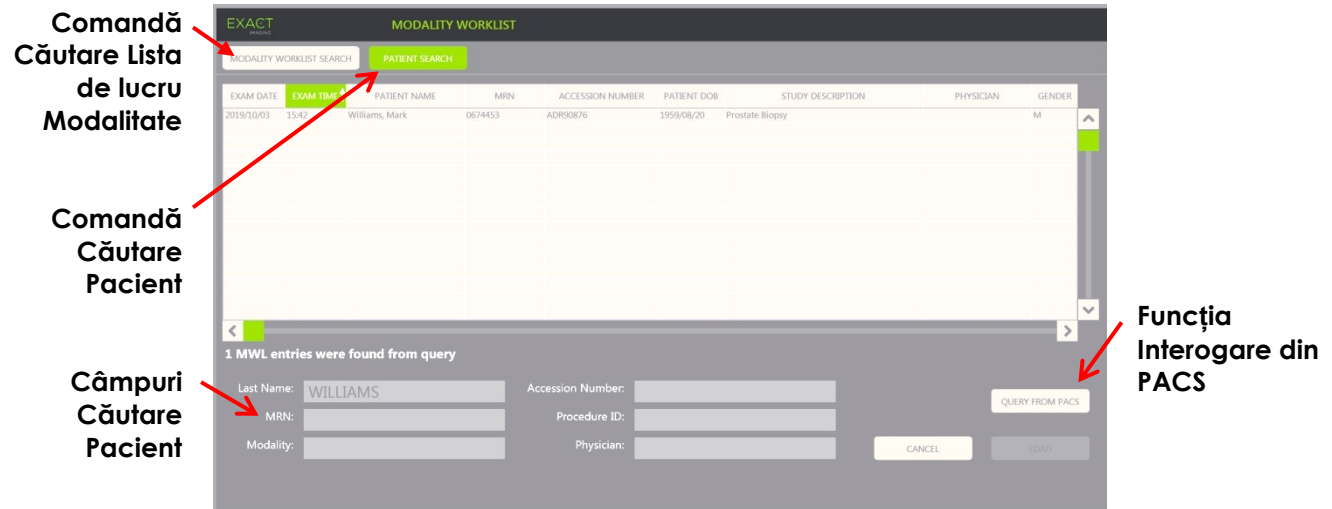 Comandă
Căutare Lista
de lucru
Modalitate
Comandă
Căutare
Pacient
Câmpuri
Căutare
Pacient
EXACT
IMAGING
MODALITY WORKLIST
MODALITY WORKLIST SEARCH
PATIENT SEARCH
EXAM DATE EXAM TIME PATIENT NAME MRN ACCESSION NUMBER PATIENT DOB STUDY DESCRIPTION PHYSICIAN GENDER
2019/10/03 15:42 Williams, Mark 0674453 ADR90876 1959/08/20 Prostate Biopsy M
1 MWL entries were found from query
Last Name: WILLIAMS Accession Number:
MRN: Procedure ID:
Modality: Physician:
QUERY FROM PACS
CANCEL LOAD
Funcția
Interogare din
PACS